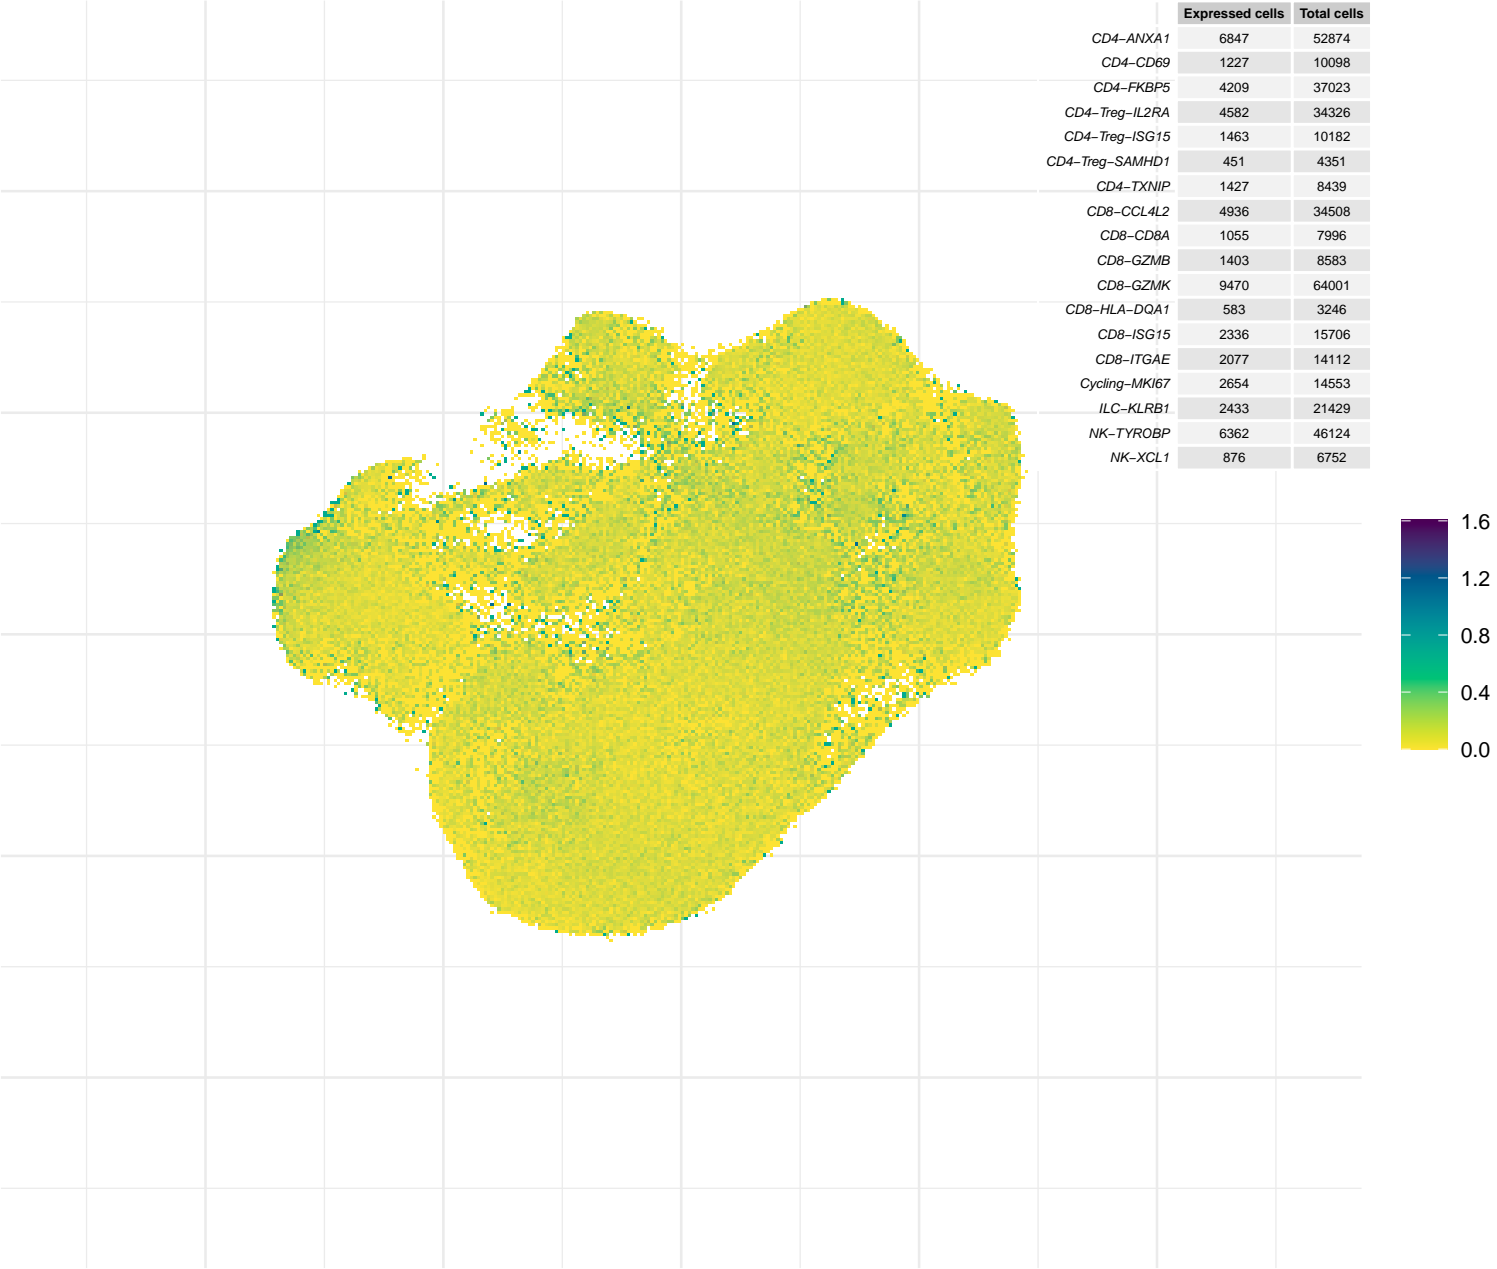 Expressed cells Total cells
CD4−ANXA1 6847 52874
CD4−CD69 1227 10098
CD4−FKBP5 4209 37023
CD4−Treg−IL2RA 4582 34326
CD4−Treg−ISG15 1463 10182
CD4−Treg−SAMHD1 451 4351
CD4−TXNIP 1427 8439
CD8−CCL4L2 4936 34508
CD8−CD8A 1055 7996
CD8−GZMB 1403 8583
CD8−GZMK 9470 64001
CD8−HLA−DQA1 583 3246
CD8−ISG15 2336 15706
CD8−ITGAE 2077 14112
Cycling−MKI67 2654 14553
ILC−KLRB1 2433 21429
NK−TYROBP 6362 46124
NK−XCL1 876 6752
1.6
1.2
0.8
0.4
0.0